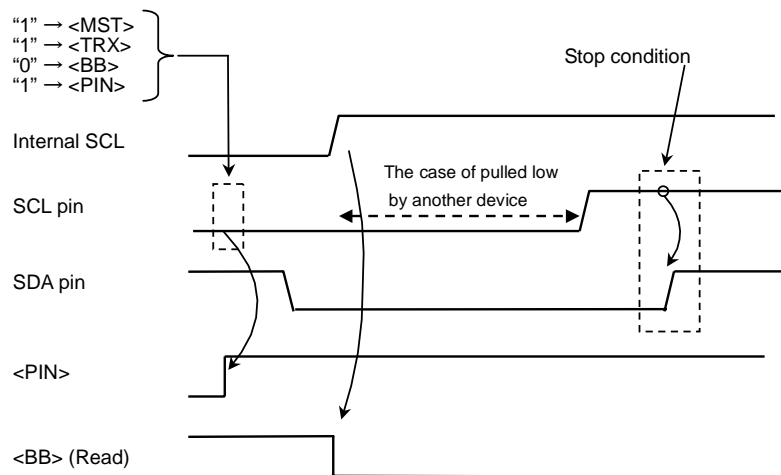 “1” → <MST>
“1” → <TRX>
“0” → <BB>
“1” → <PIN>
Stop condition
Internal SCL
The case of pulled low
by another device
SCL pin
SDA pin
<PIN>
<BB> (Read)